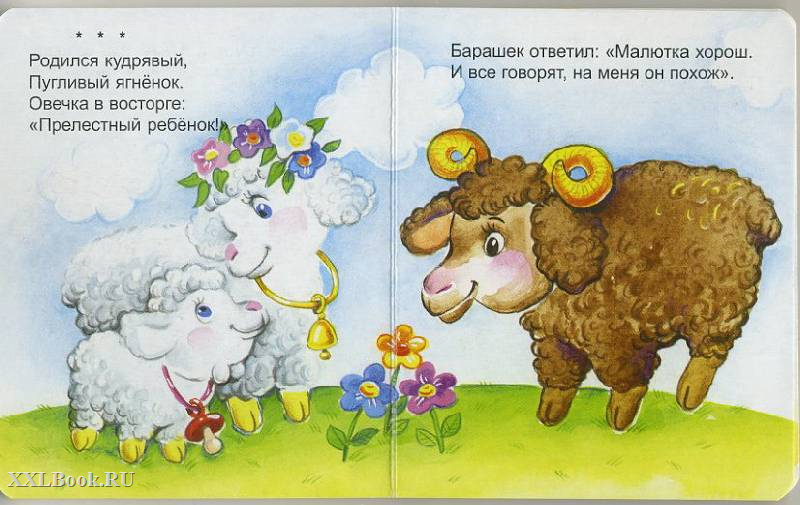 * * *
Родился кудрявый,
Пугливый ягнёнок.
Овечка в восторге:
«Прелестный ребёнок!»
Барашек ответил: «Малютка хорош.
И все говорят, на меня он похож».
XXLBook.RU